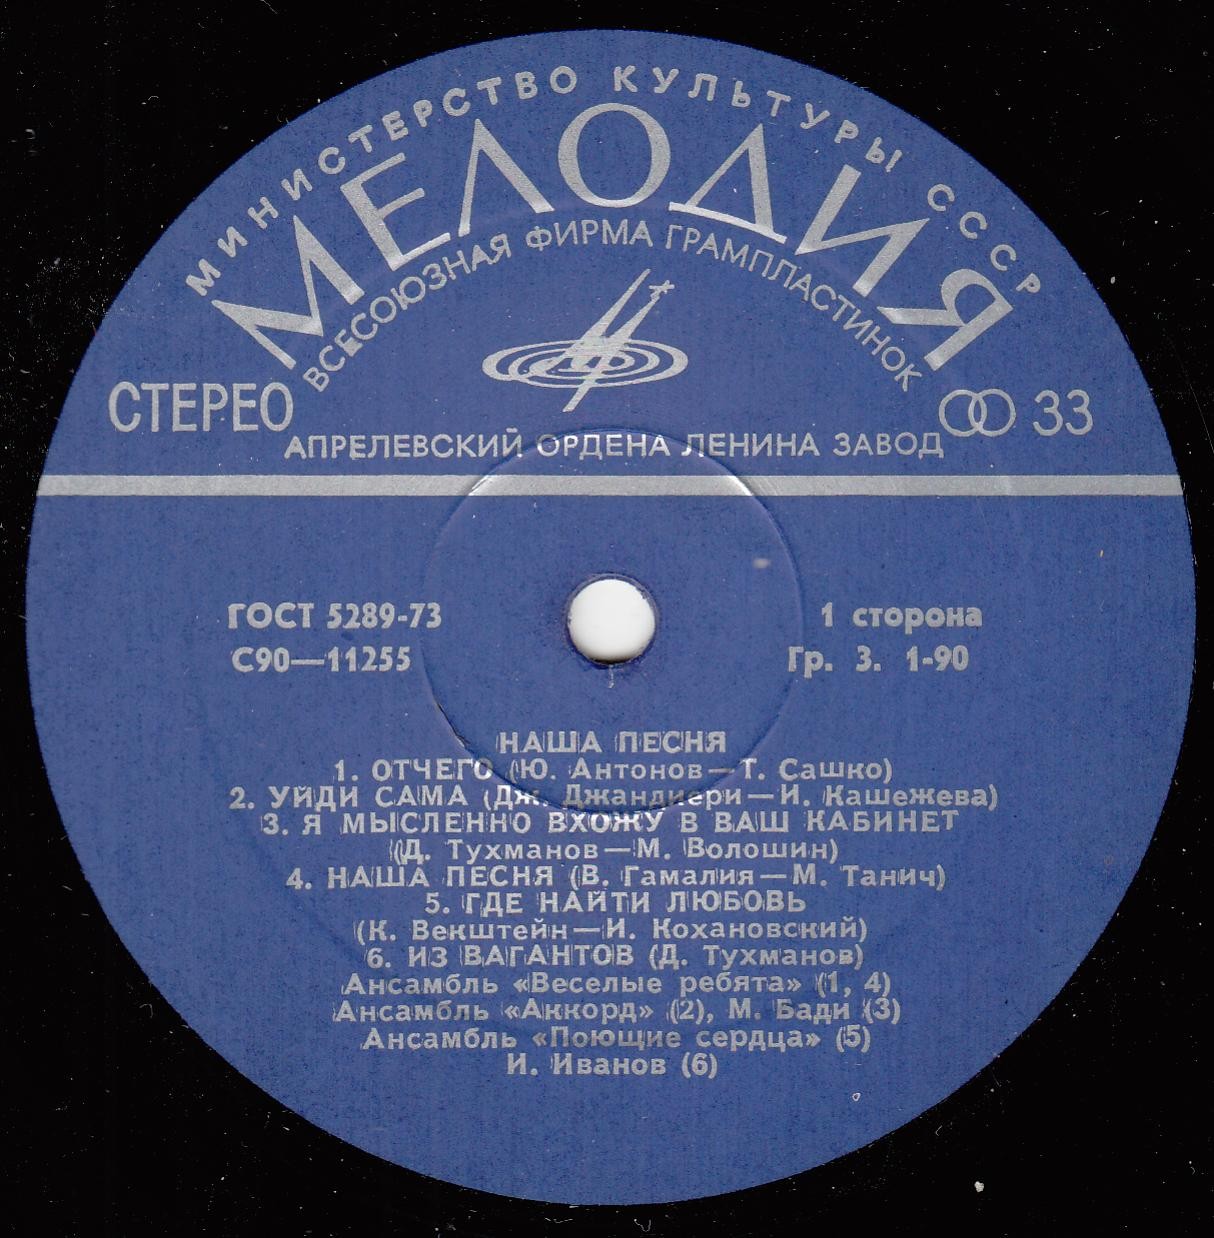 МИНИСТЕРСТВО КУЛЬТУРЫ СССР
МЕЛОДИЯ
ВСЕСОЮЗНАЯ ФИРМА ГРАМПЛАСТИНОК
СТЕРЕО
33
АПРЕЛЕВСКИЙ ОРДЕНА ЛЕНИНА ЗАВОД
ГОСТ 5289-73
1 сторона
С90—11255
Гр. 3. 1-90
НАША ПЕСНЯ
1. ОТЧЕГО (Ю. Антонов—Т. Сашко)
2. УЙДИ САМА (Дж. Джандиери—И. Кашежева)
3. Я МЫСЛЕННО ВХОЖУ В ВАШ КАБИНЕТ
(Д. Тухманов—М. Волошин)
4. НАША ПЕСНЯ (В. Гамалия—М. Танич)
5. ГДЕ НАЙТИ ЛЮБОВЬ
(К. Векштейн—И. Кохановский)
6. ИЗ ВАГАНТОВ (Д. Тухманов)
Ансамбль «Веселые ребята» (1, 4)
Ансамбль «Аккорд» (2), М. Бади (3)
Ансамбль «Поющие сердца» (5)
И. Иванов (6)